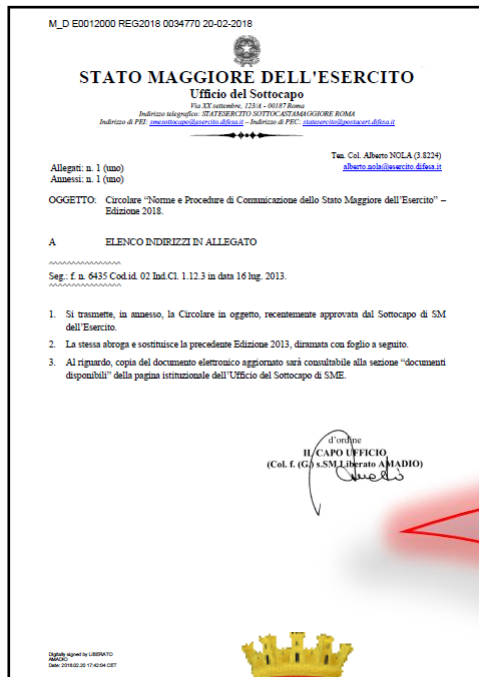 M_D E0012000 REG2018 0034770 20-02-2018
STATO MAGGIORE DELL'ESERCITO
Ufficio del Sottocapo
Via XX settembre, 123/A - 00187 Roma
Indirizzo telegrafico: STATESERCITO SOTTOCASTAMAGGIORE ROMA
Indirizzo di PEI: smesottocapo@esercito.difesa.it – Indirizzo di PEC: statesercito@postacert.difesa.it
Ten. Col. Alberto NOLA (3.8224)
alberto.nola@esercito.difesa.it
Allegati: n. 1 (uno)
Annessi: n. 1 (uno)
OGGETTO: Circolare “Norme e Procedure di Comunicazione dello Stato Maggiore dell’Esercito” –
Edizione 2018.
A ELENCO INDIRIZZI IN ALLEGATO
^^^^^^^^^^^^^^^^
Seg.: f. n. 6435 Cod.id. 02 Ind.Cl. 1.12.3 in data 16 lug. 2013.
^^^^^^^^^^^^^^^^
1. Si trasmette, in annesso, la Circolare in oggetto, recentemente approvata dal Sottocapo di SM
dell’Esercito.
2. La stessa abroga e sostituisce la precedente Edizione 2013, diramata con foglio a seguito.
3. Al riguardo, copia del documento elettronico aggiornato sarà consultabile alla sezione “documenti
disponibili” della pagina istituzionale dell’Ufficio del Sottocapo di SME.
d’ordine
IL CAPO UFFICIO
(Col. f. (G.) s.SM Liberato AMADIO)
Digitally signed by LIBERATO
AMADIO
Date: 2018.02.20 17:42:04 CET